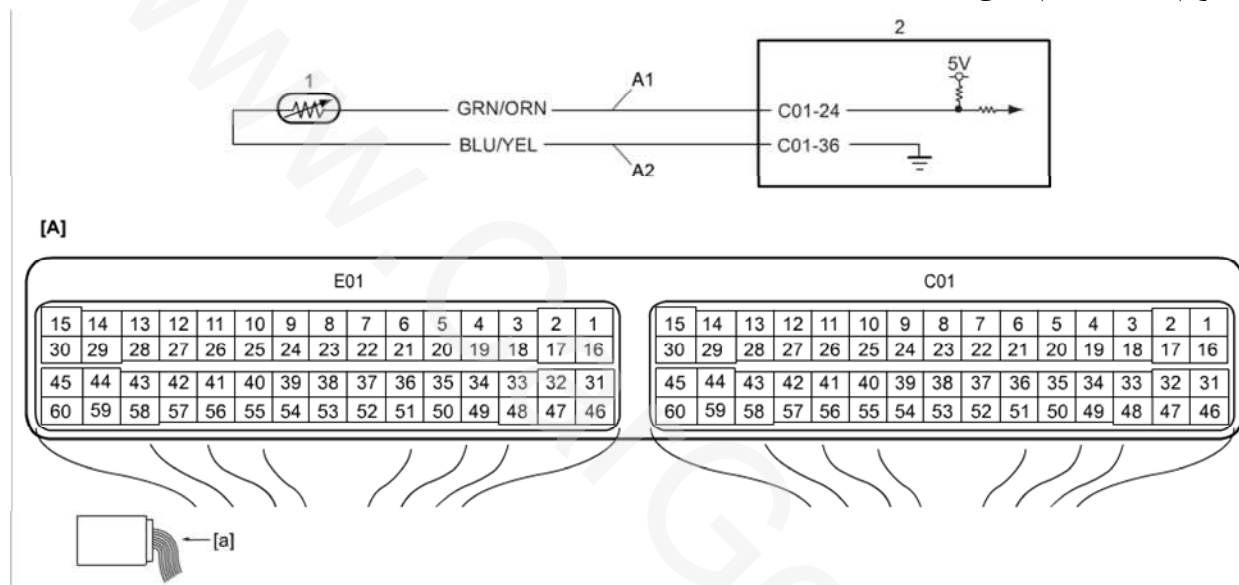 2
1
A1
5V
GRN/ORN
C01-24
BLU/YEL
C01-36
A2
[A]
E01
C01
15 14 13 12 11 10 9 8 7 6 5 4 3 2 1
30 29 28 27 26 25 24 23 22 21 20 19 18 17 16
45 44 43 42 41 40 39 38 37 36 35 34 33 32 31
60 59 58 57 56 55 54 53 52 51 50 49 48 47 46
15 14 13 12 11 10 9 8 7 6 5 4 3 2 1
30 29 28 27 26 25 24 23 22 21 20 19 18 17 16
45 44 43 42 41 40 39 38 37 36 35 34 33 32 31
60 59 58 57 56 55 54 53 52 51 50 49 48 47 46
[a]